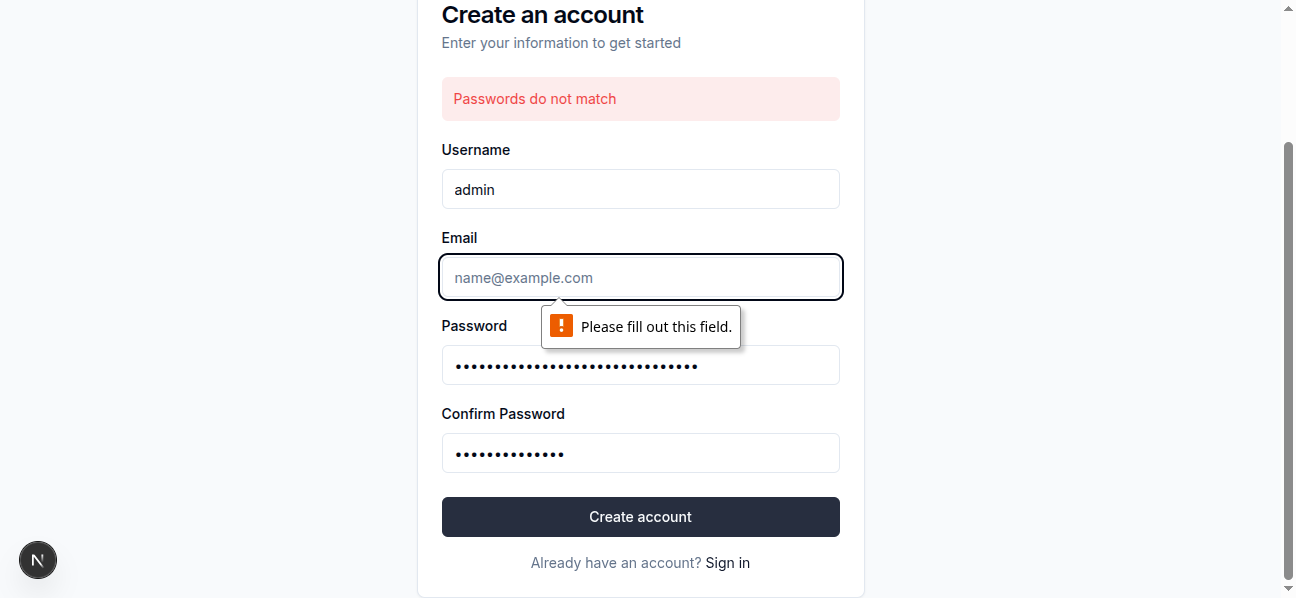 Create an account
Enter your information to get started
Passwords do not match
Username
admin
Email
name@example.com
Please fill out this field.
Password
•••••••••••••••••••••••••••••••
Confirm Password
••••••••••••••
Create account
Already have an account? Sign in
N